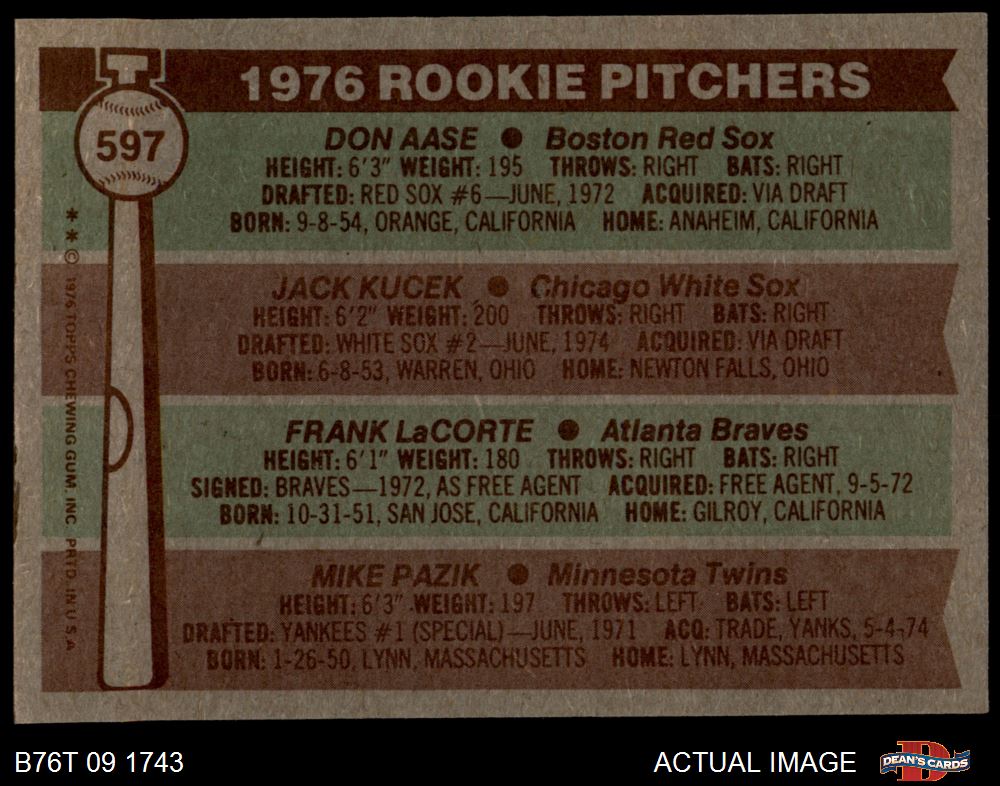 1976 ROOKIE PITCHERS
597
DON AASE ● Boston Red Sox
HEIGHT: 6'3" WEIGHT: 195 THROWS: RIGHT BATS: RIGHT
DRAFTED: RED SOX #6—JUNE, 1972 ACQUIRED: VIA DRAFT
BORN: 9-8-54, ORANGE, CALIFORNIA HOME: ANAHEIM, CALIFORNIA
JACK KUCEK ● Chicago White Sox
HEIGHT: 6'2" WEIGHT: 200 THROWS: RIGHT BATS: RIGHT
DRAFTED: WHITE SOX #2—JUNE, 1974 ACQUIRED: VIA DRAFT
BORN: 6-8-53, WARREN, OHIO HOME: NEWTON FALLS, OHIO
FRANK LaCORTE ● Atlanta Braves
HEIGHT: 6'1" WEIGHT: 180 THROWS: RIGHT BATS: RIGHT
SIGNED: BRAVES—1972, AS FREE AGENT ACQUIRED: FREE AGENT, 9-5-72
BORN: 10-31-51, SAN JOSE, CALIFORNIA HOME: GILROY, CALIFORNIA
MIKE PAZIK ● Minnesota Twins
HEIGHT: 6'3" WEIGHT: 197 THROWS: LEFT BATS: LEFT
DRAFTED: YANKEES #1 (SPECIAL)—JUNE, 1971 ACQ: TRADE, YANKS, 5-4-74
BORN: 1-26-50, LYNN, MASSACHUSETTS HOME: LYNN, MASSACHUSETTS
** © 1976 TOPPS CHEWING GUM, INC. PRTD. IN U.S.A.
B76T 09 1743
ACTUAL IMAGE
D
DEAN'S CARDS